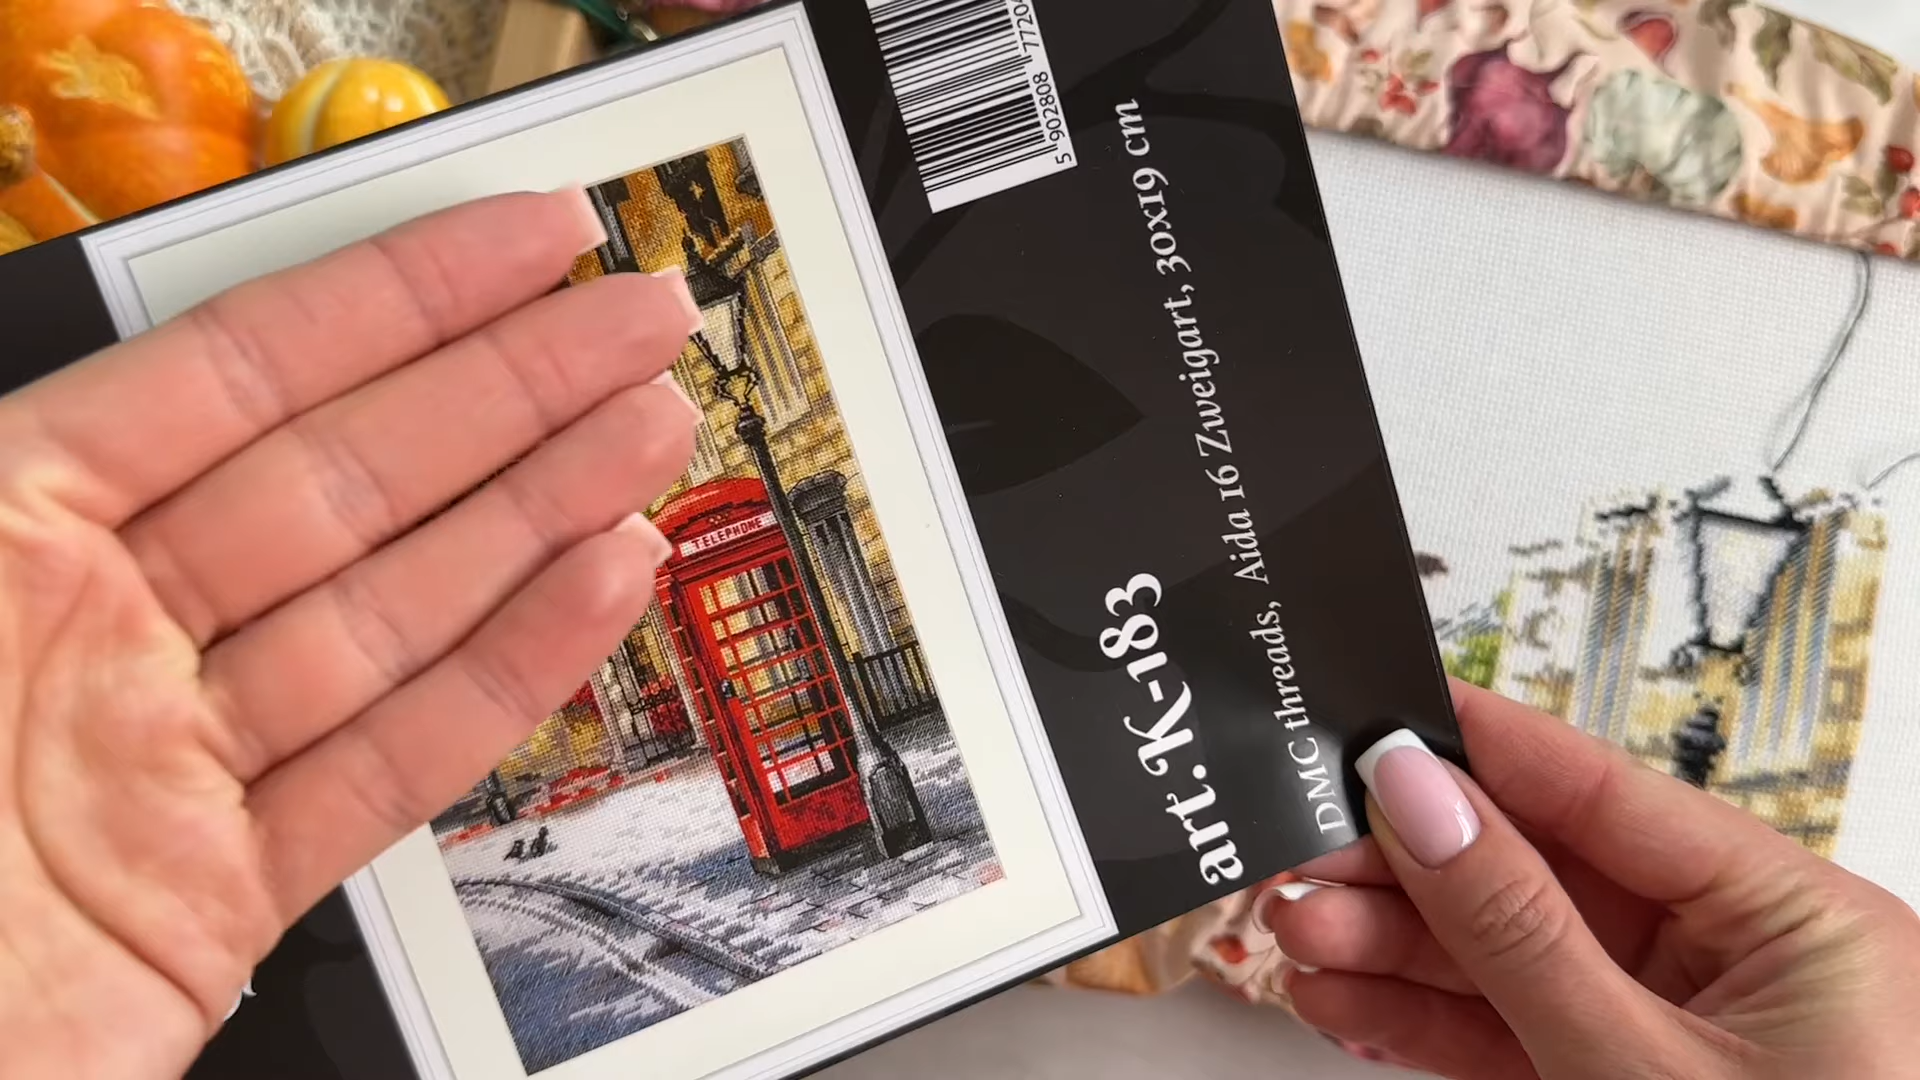 TELEPHONE
5 902808 7720
art. K-183
DMC threads, Aida 16 Zweigart, 30x19 cm